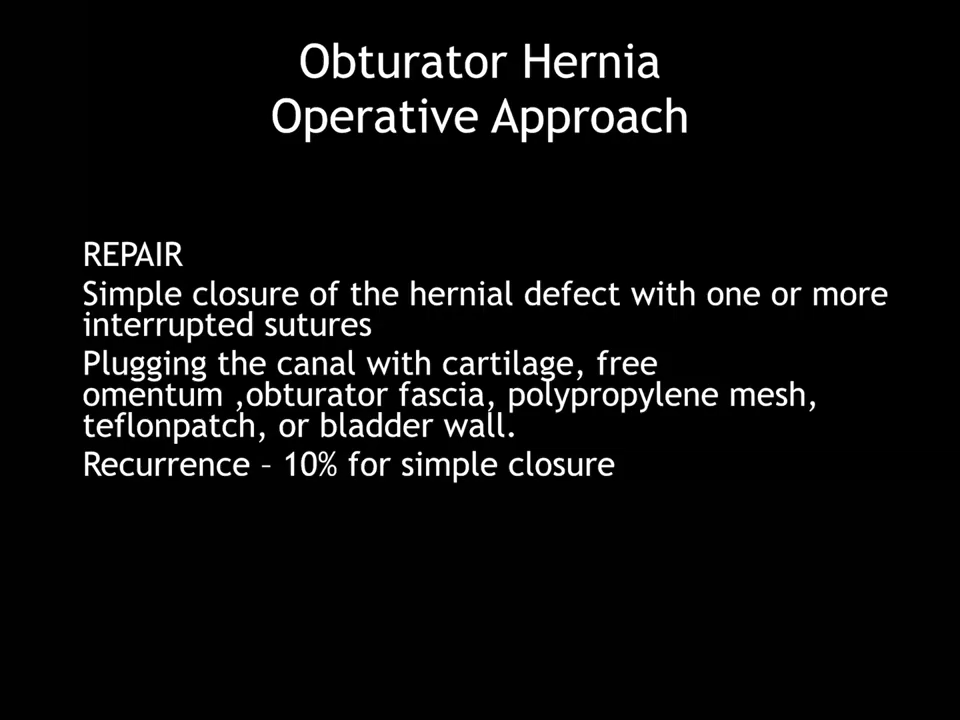 Obturator Hernia
Operative Approach
REPAIR
Simple closure of the hernial defect with one or more
interrupted sutures
Plugging the canal with cartilage, free
omentum ,obturator fascia, polypropylene mesh,
teflonpatch, or bladder wall.
Recurrence – 10% for simple closure